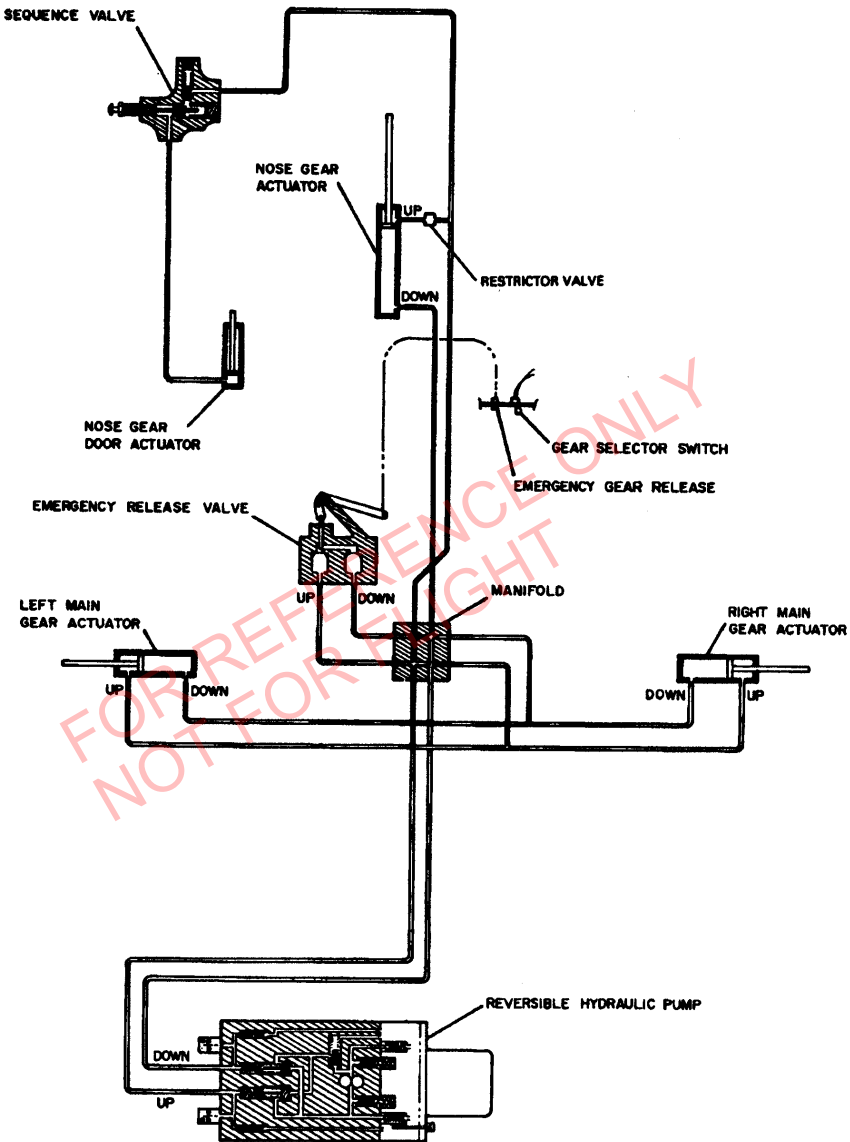 SEQUENCE VALVE
NOSE GEAR
ACTUATOR
UP
RESTRICTOR VALVE
DOWN
NOSE GEAR
DOOR ACTUATOR
GEAR SELECTOR SWITCH
EMERGENCY GEAR RELEASE
EMERGENCY RELEASE VALVE
UP
DOWN
MANIFOLD
LEFT MAIN
GEAR ACTUATOR
UP
DOWN
RIGHT MAIN
GEAR ACTUATOR
DOWN
UP
REVERSIBLE HYDRAULIC PUMP
DOWN
UP
FOR REFERENCE ONLY
NOT FOR FLIGHT